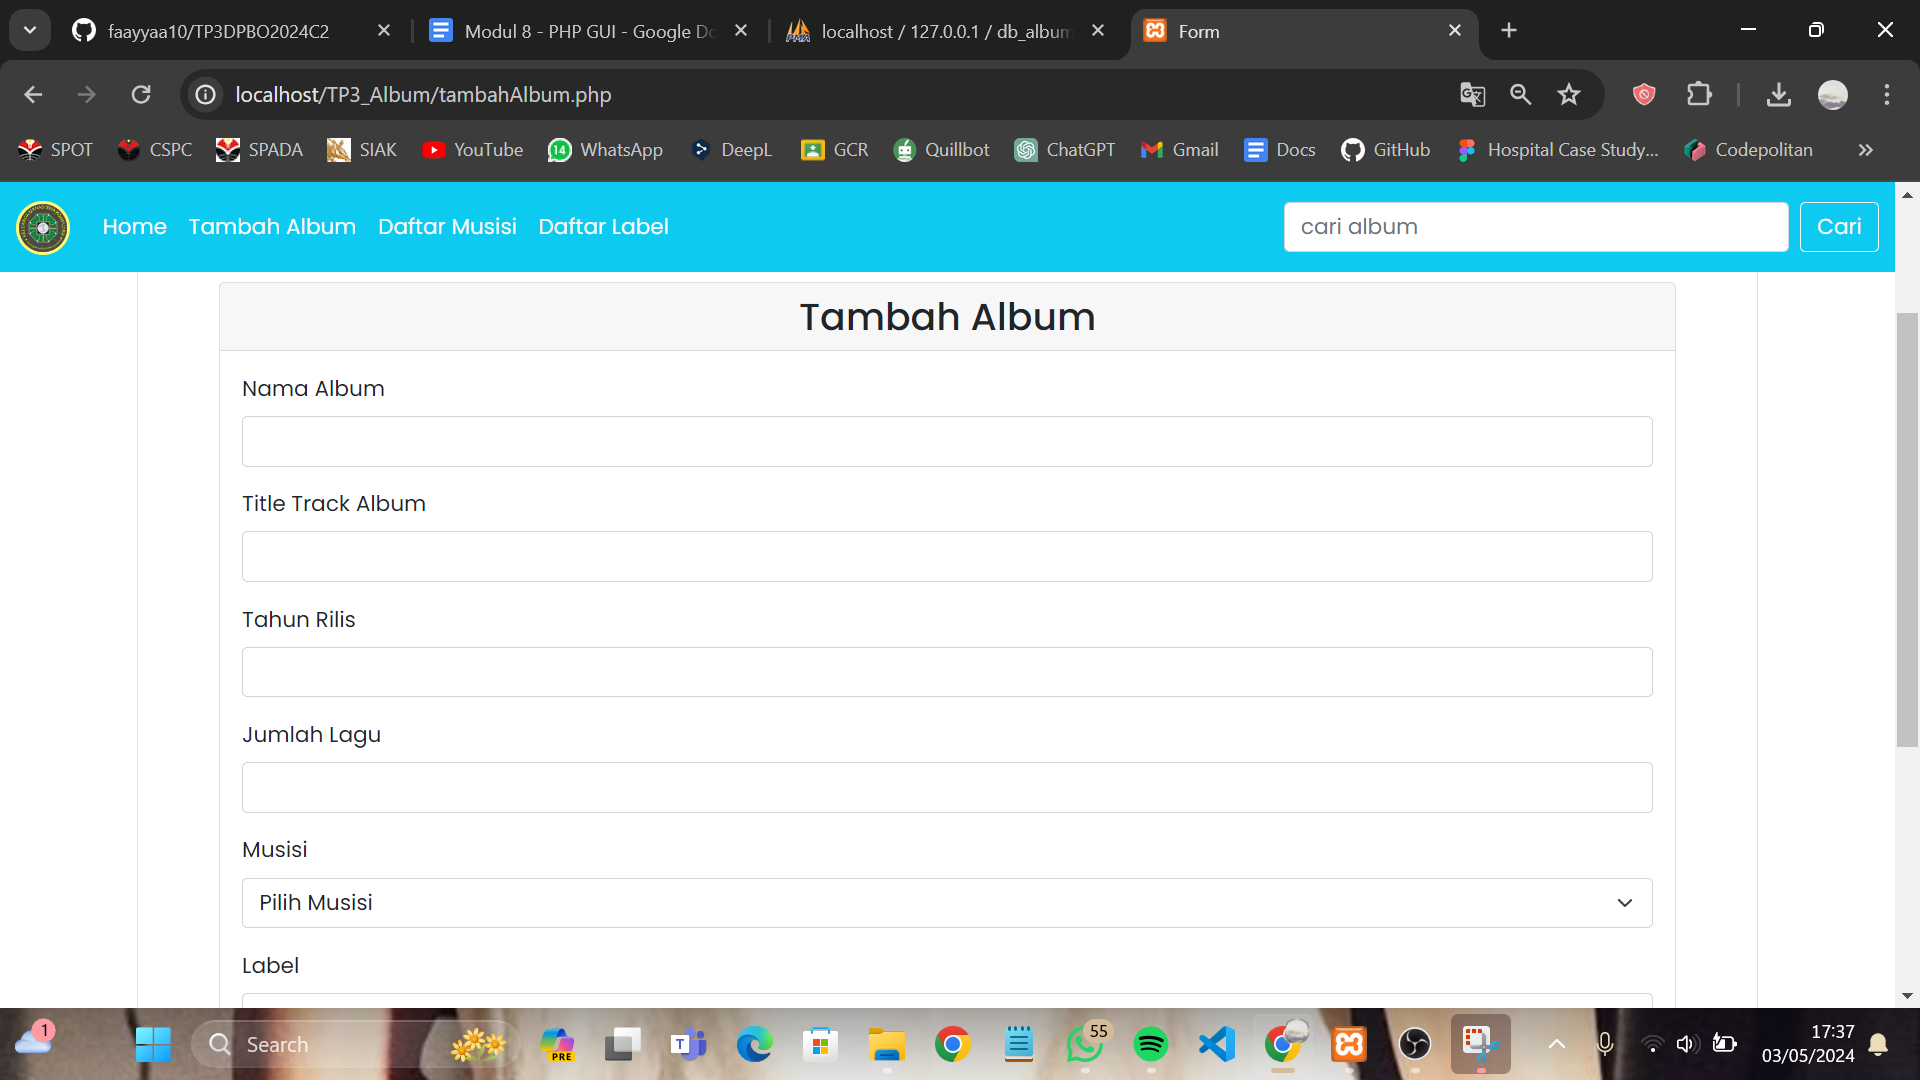 faayyaa10/TP3DPBO2024C2
Modul 8 - PHP GUI - Google Do
localhost / 127.0.0.1 / db_album
Form
localhost/TP3_Album/tambahAlbum.php
SPOT CSPC SPADA SIAK YouTube 14 WhatsApp DeepL GCR Quillbot ChatGPT Gmail Docs GitHub Hospital Case Study... Codepolitan
Home Tambah Album Daftar Musisi Daftar Label cari album Cari
Tambah Album
Nama Album
Title Track Album
Tahun Rilis
Jumlah Lagu
Musisi
Pilih Musisi
Label
1 Search PRE T 55 17:37
03/05/2024